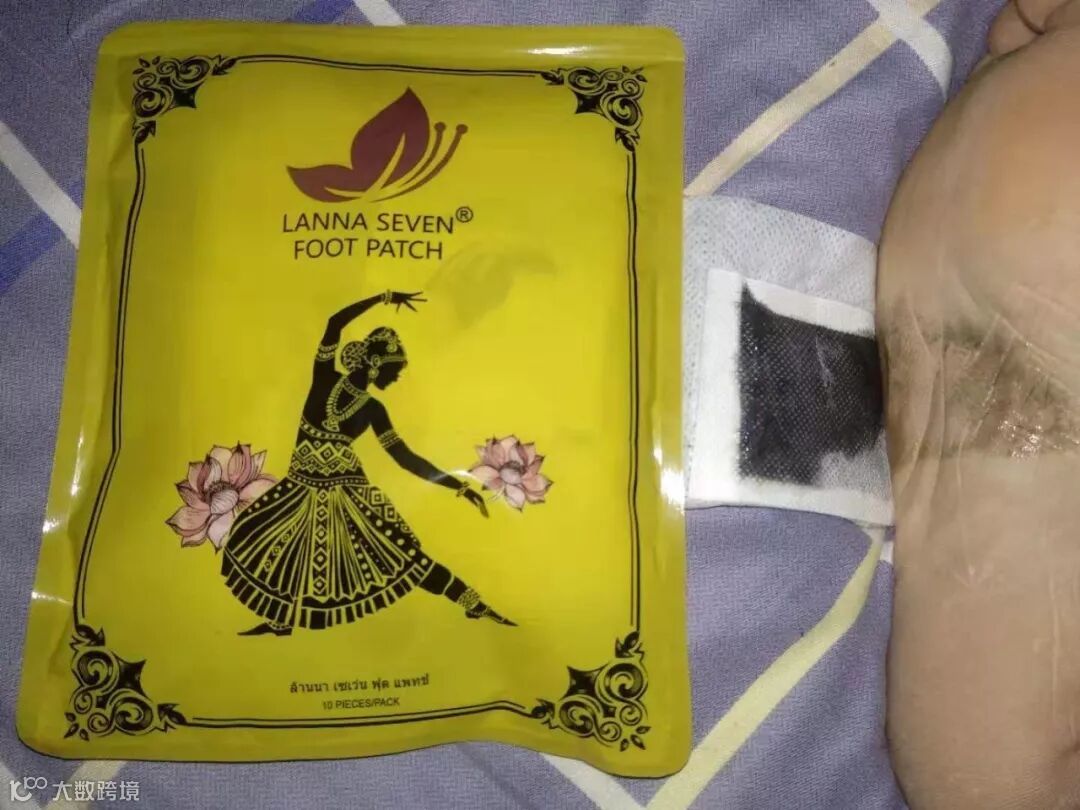 LANNA SEVEN®
FOOT PATCH
ล้านนา เซเว่น ฟุต แพทช์
10 PIECES/PACK
大数跨境